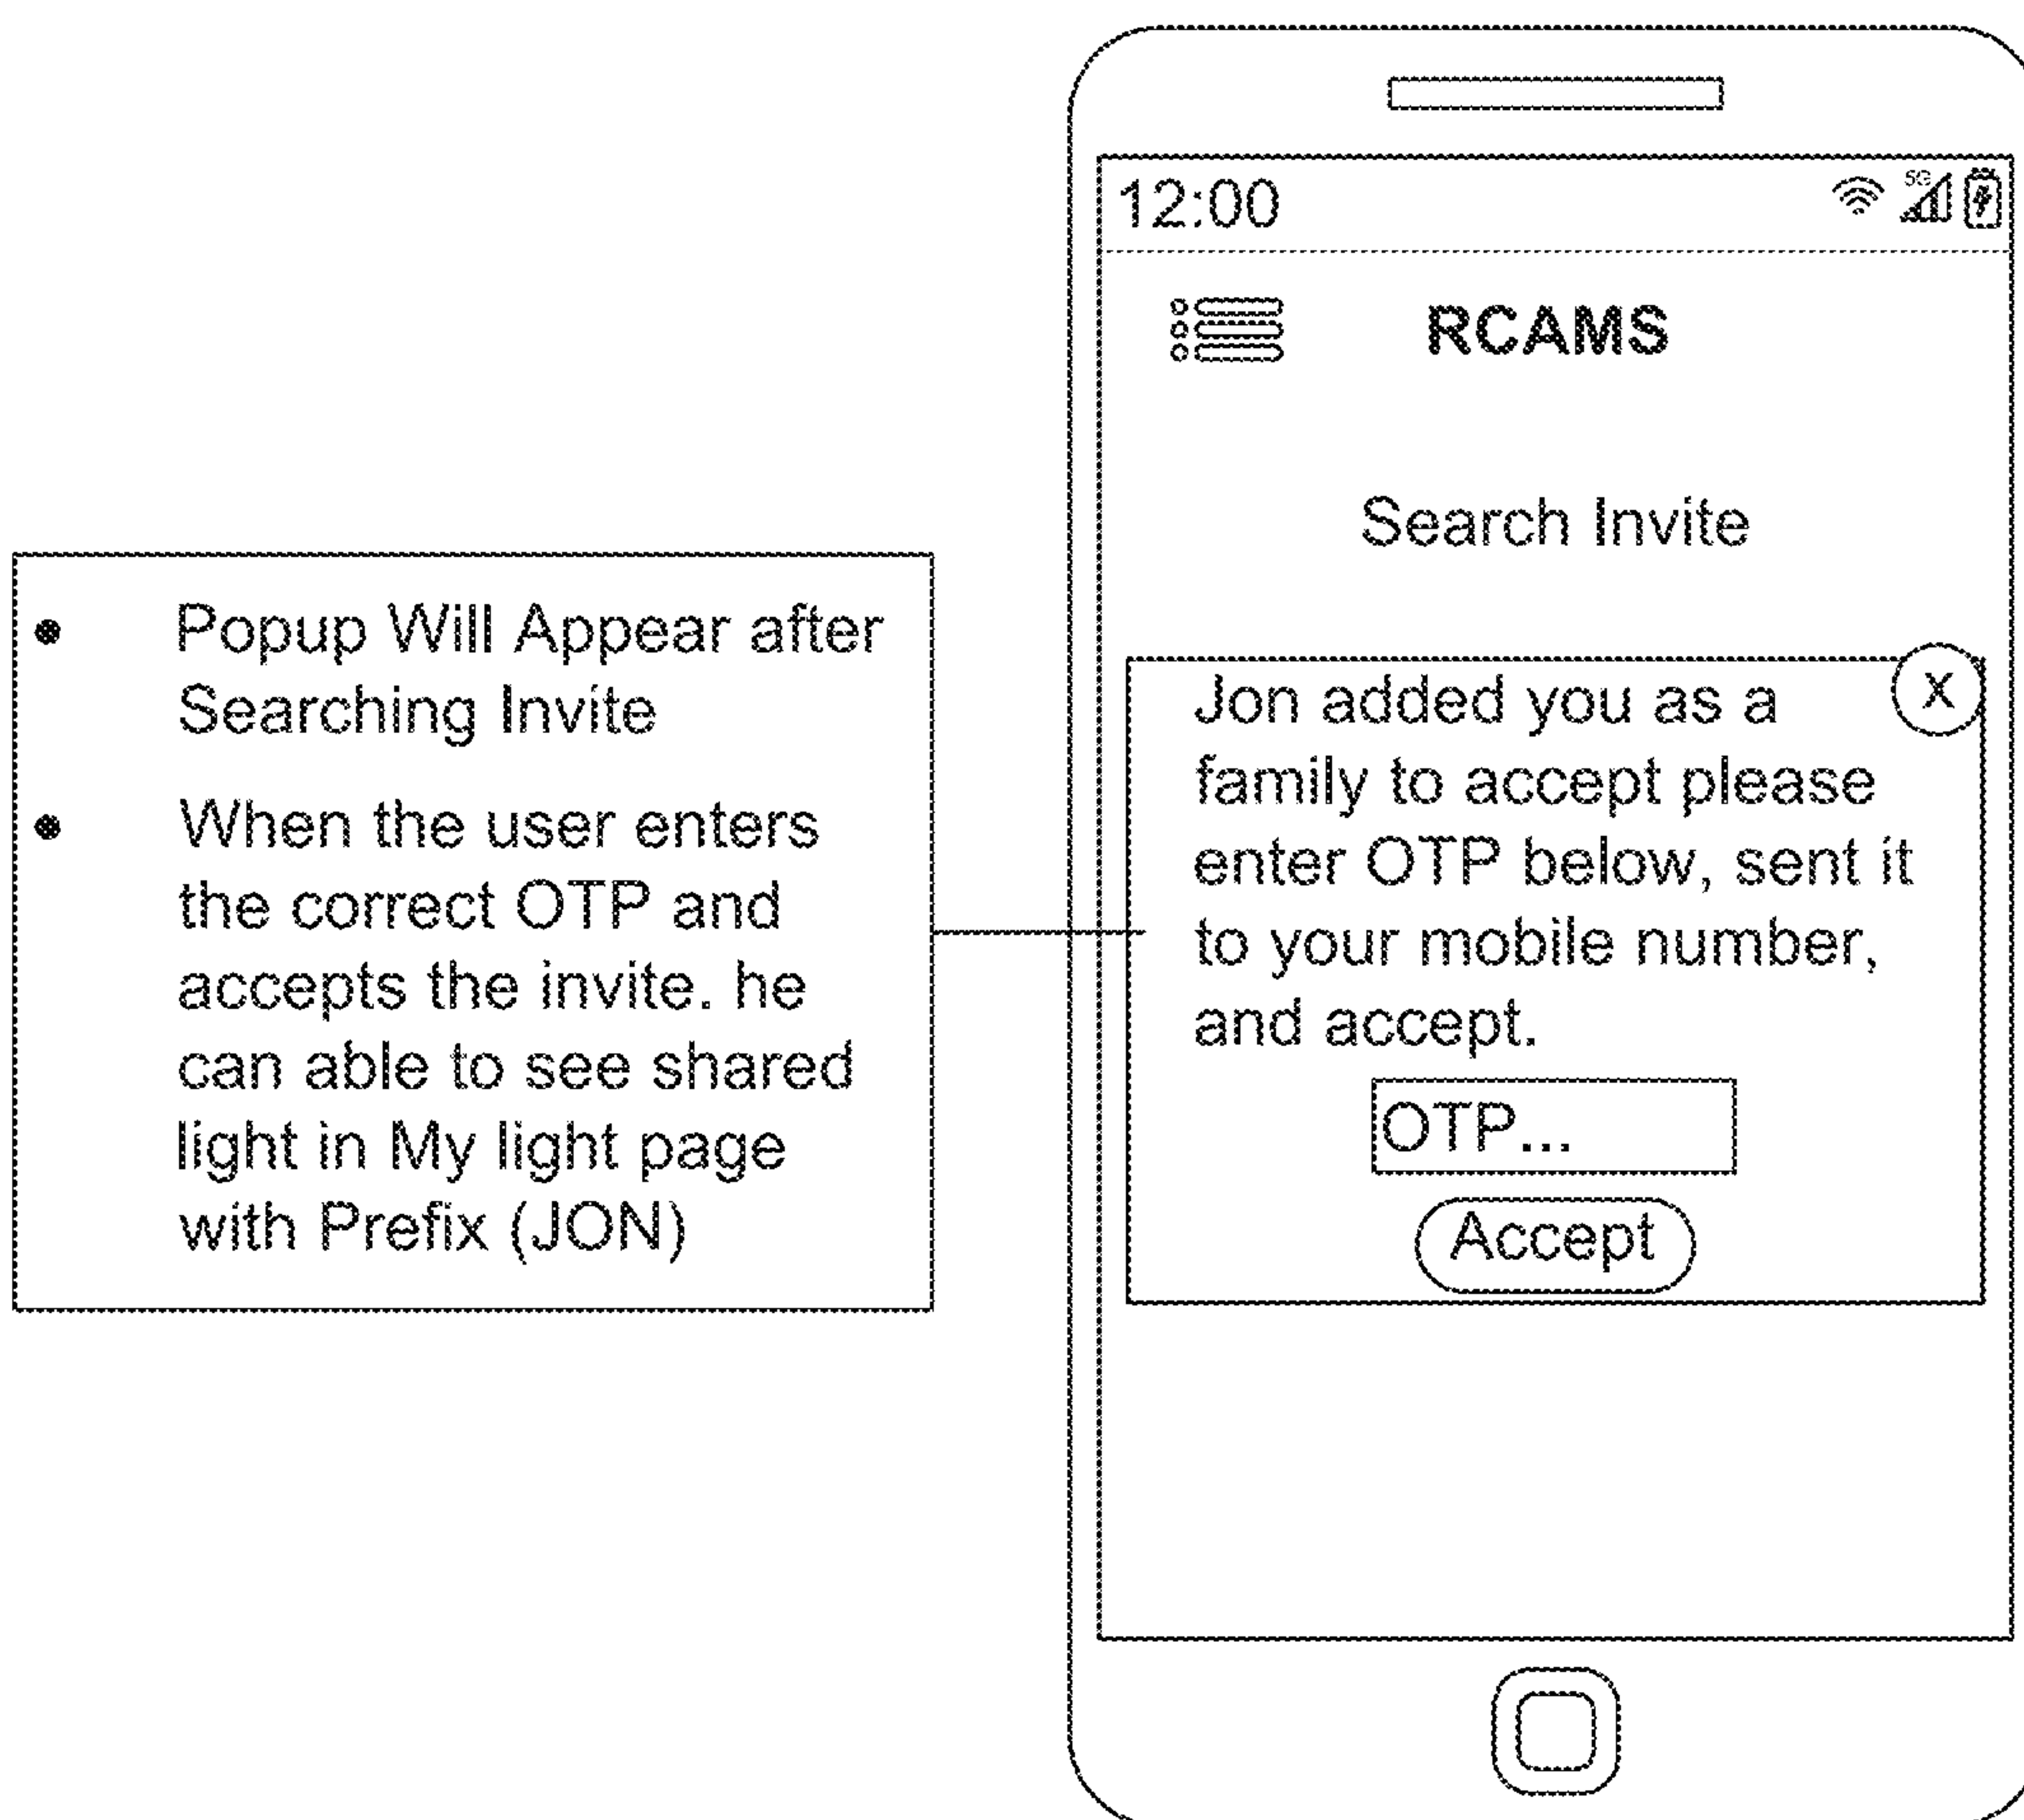 12:00
5G
RCAMS
Search Invite
• Popup Will Appear after
Searching Invite
• When the user enters
the correct OTP and
accepts the invite. he
can able to see shared
light in My light page
with Prefix (JON)
X
Jon added you as a
family to accept please
enter OTP below, sent it
to your mobile number,
and accept.
OTP...
Accept